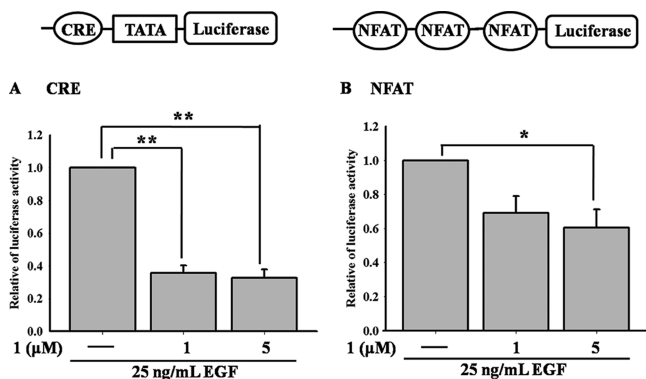 CRE TATA Luciferase
NFAT NFAT NFAT Luciferase
A CRE
**
**
Relative of luciferase activity
1.2
1.0
0.8
0.6
0.4
0.2
0.0
1 (µM) — 1 5
25 ng/mL EGF
B NFAT
*
Relative of luciferase activity
1.2
1.0
0.8
0.6
0.4
0.2
0.0
1 (µM) — 1 5
25 ng/mL EGF